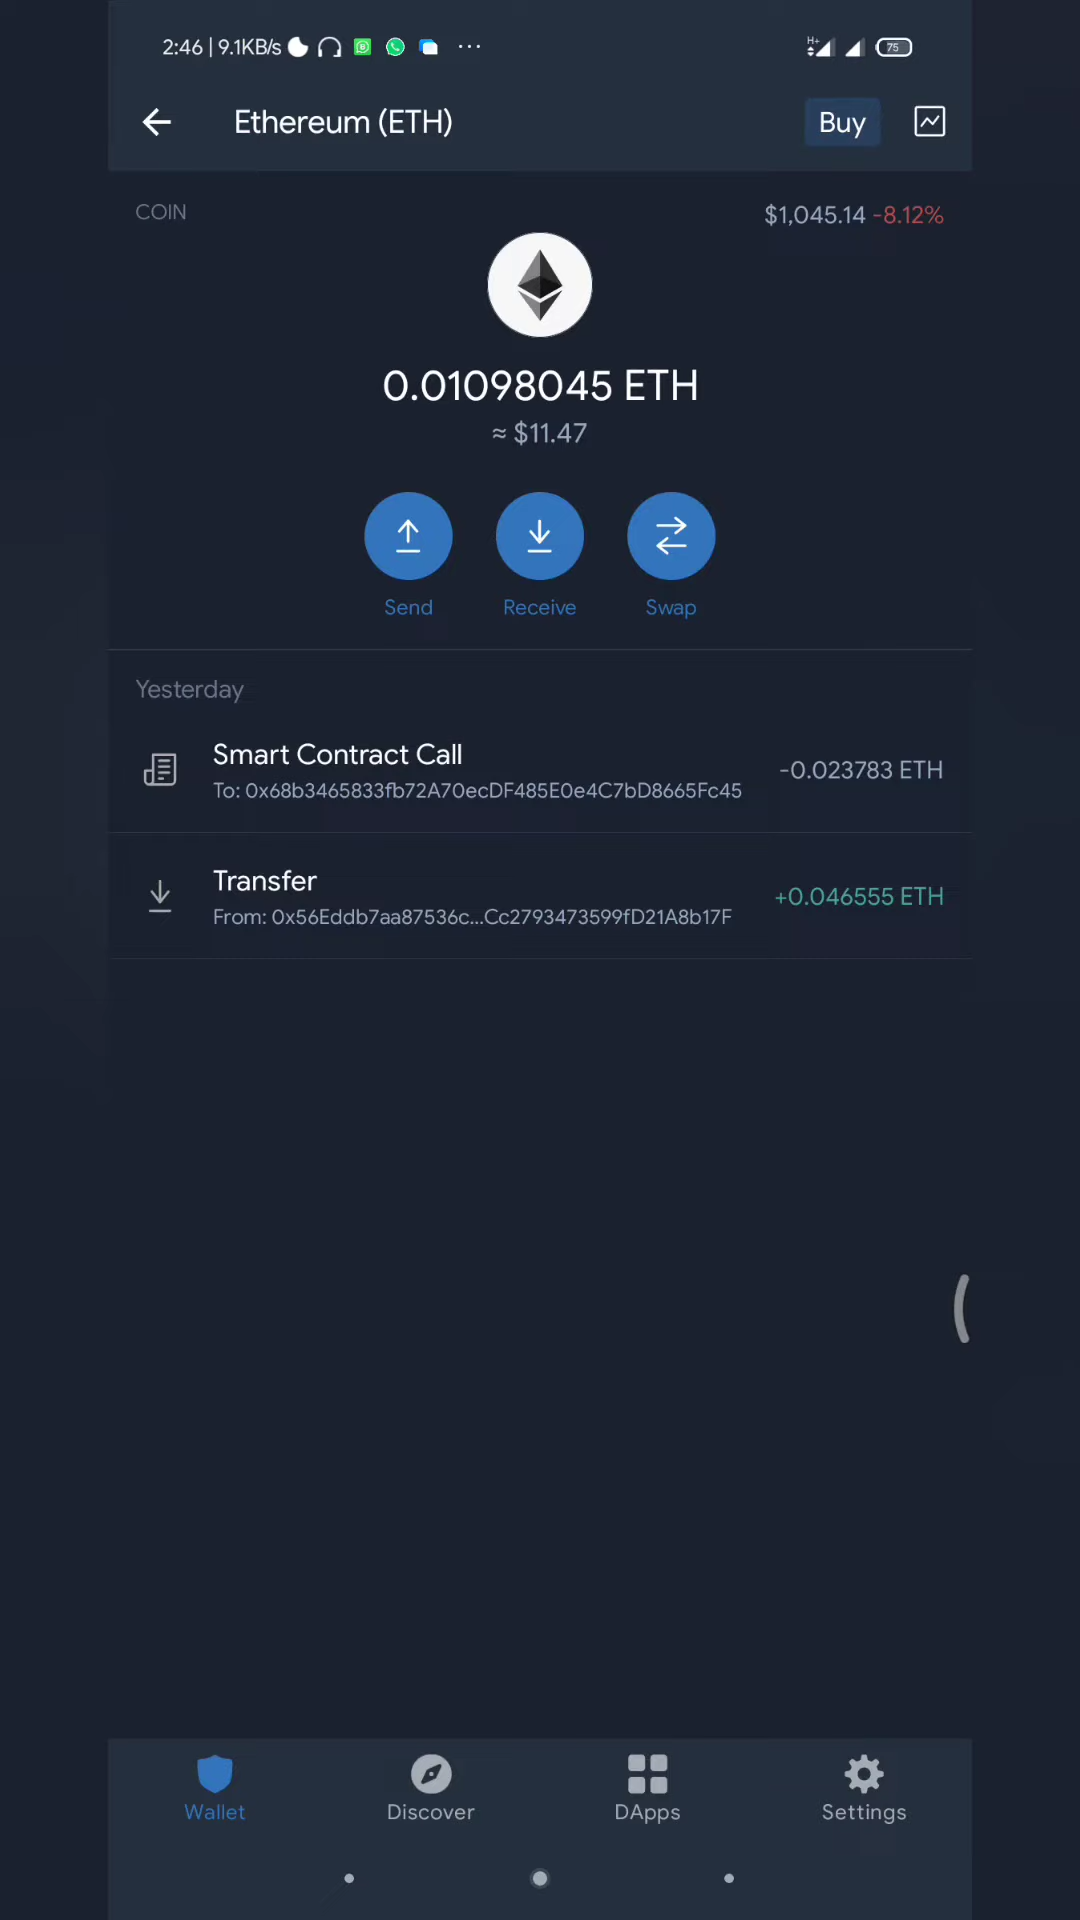 2:46 | 9.1KB/s
H+
75
Ethereum (ETH)
Buy
COIN
$1,045.14 -8.12%
0.01098045 ETH
≈ $11.47
Send
Receive
Swap
Yesterday
Smart Contract Call
To: 0x68b3465833fb72A70ecDF485E0e4C7bD8665Fc45
-0.023783 ETH
Transfer
From: 0x56Eddb7aa87536c...Cc2793473599fD21A8b17F
+0.046555 ETH
Wallet
Discover
DApps
Settings